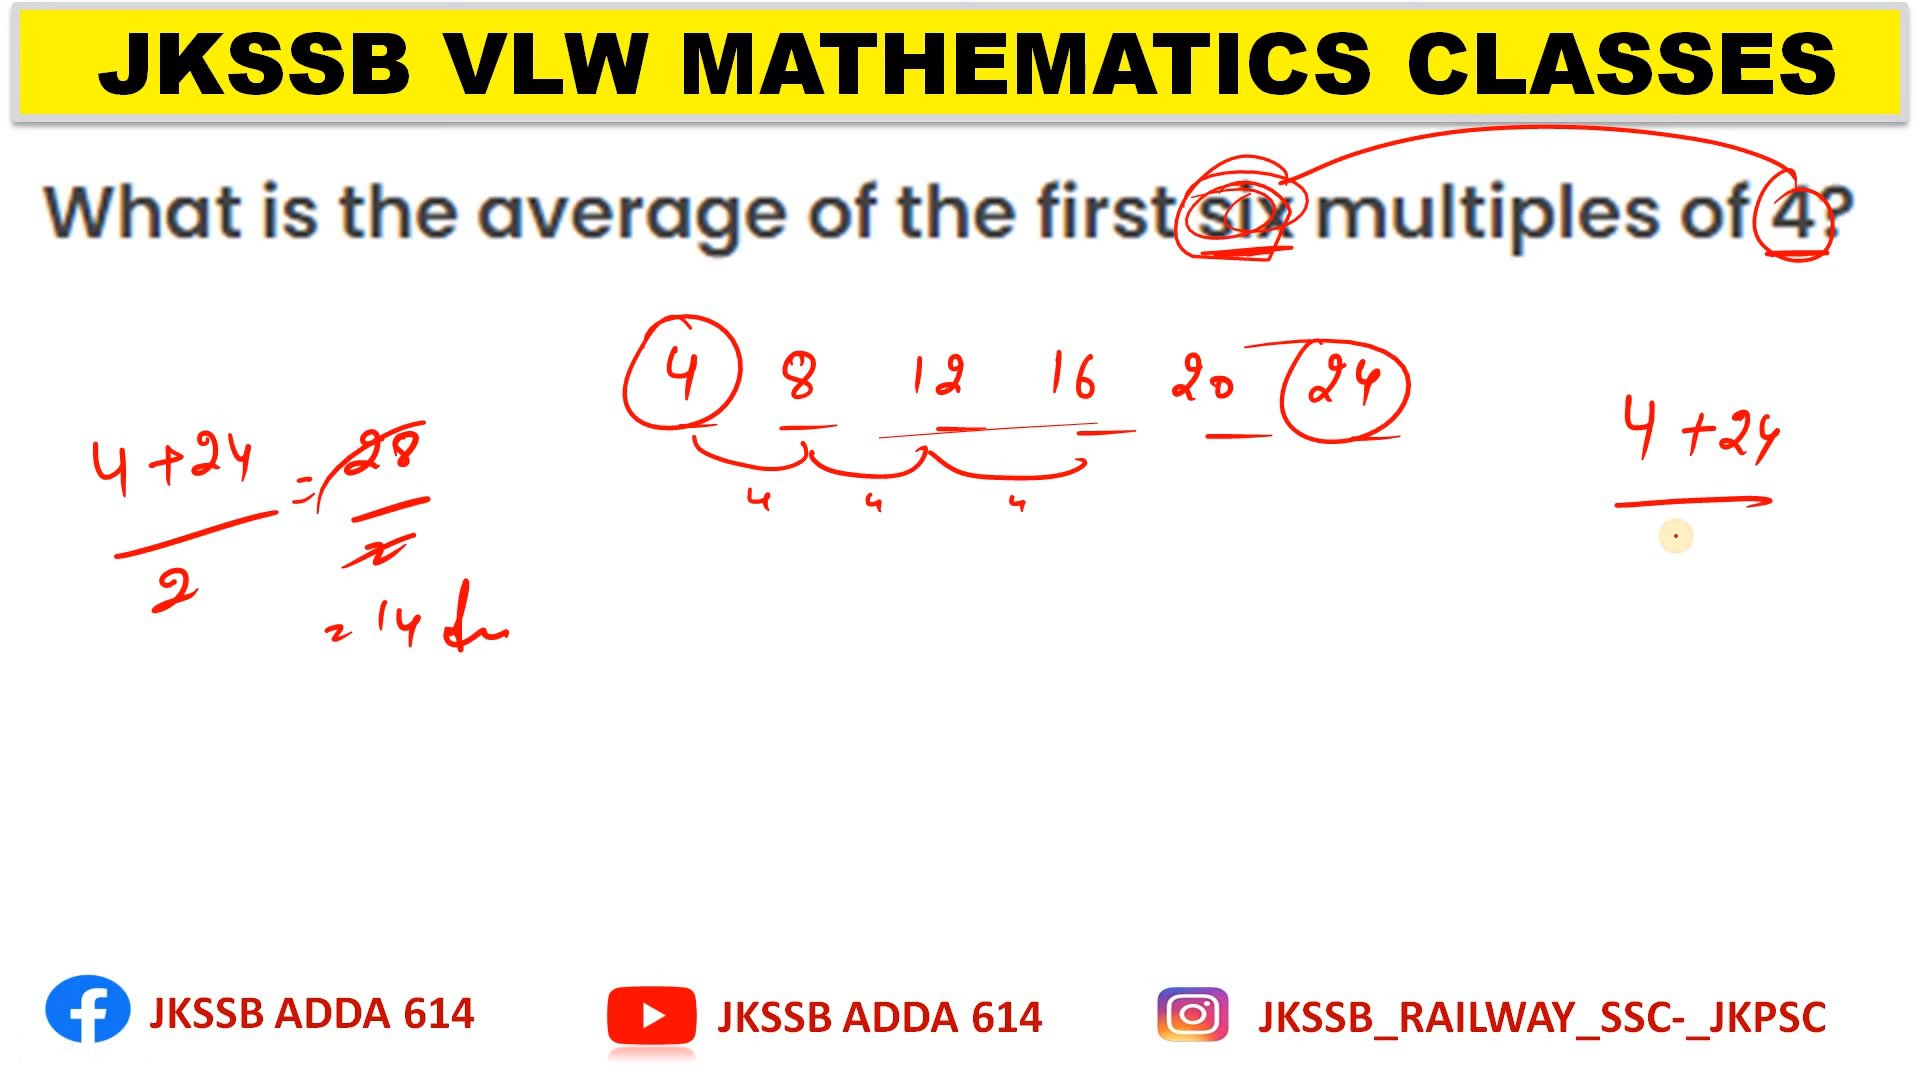 JKSSB VLW MATHEMATICS CLASSES
What is the average of the first six multiples of 4?
4 8 12 16 20 24
4 4 4
4+24 = 28
2 2
= 14
4+24
JKSSB ADDA 614
JKSSB ADDA 614
JKSSB_RAILWAY_SSC-_JKPSC